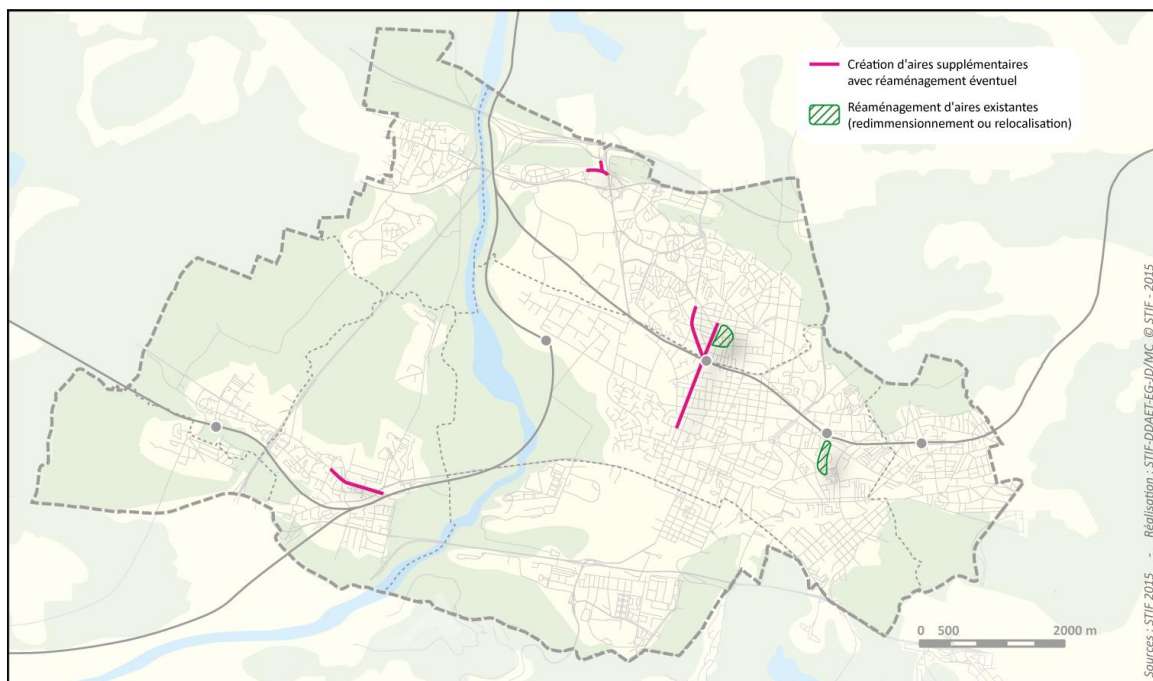 Création d'aires supplémentaires
avec réaménagement éventuel
Réaménagement d'aires existantes
(redimmensionnement ou relocalisation)
0 500 2000 m
Sources : STIF 2015 - Réalisation : STIF-DDAET-EG-JD/MC © STIF - 2015